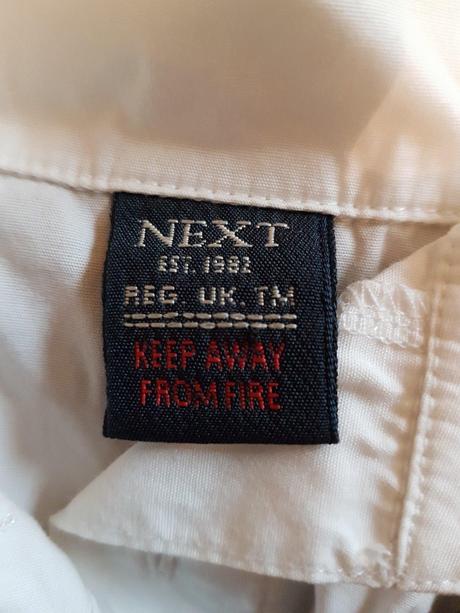 NEXT
EST. 1982
REG. UK. TM
KEEP AWAY
FROM FIRE